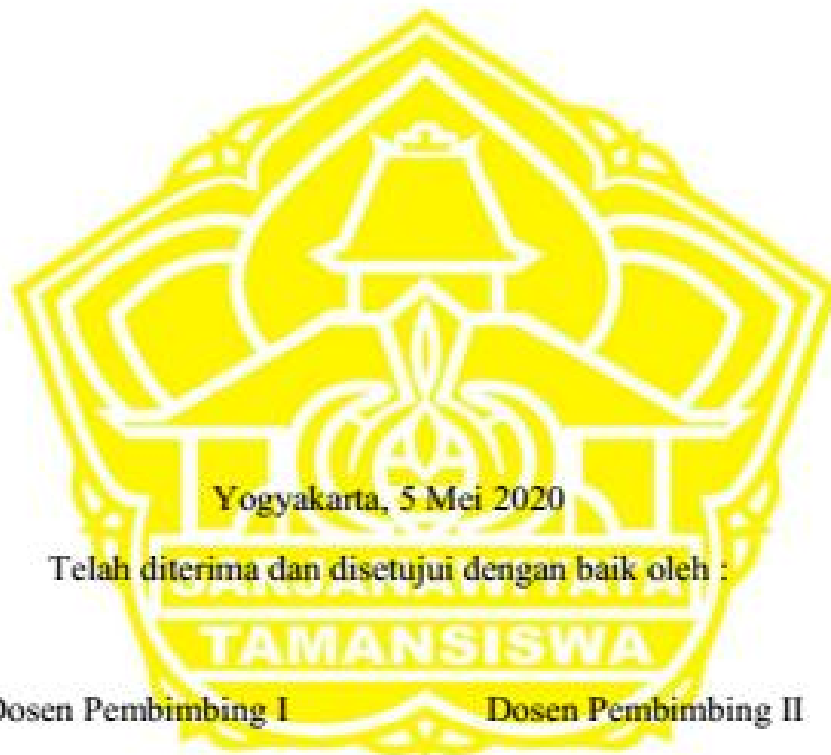 Yogyakarta, 5 Mei 2020
Telah diterima dan disetujui dengan baik oleh :
SARJANAWIYATA
TAMANSISWA
Dosen Pembimbing I Dosen Pembimbing II